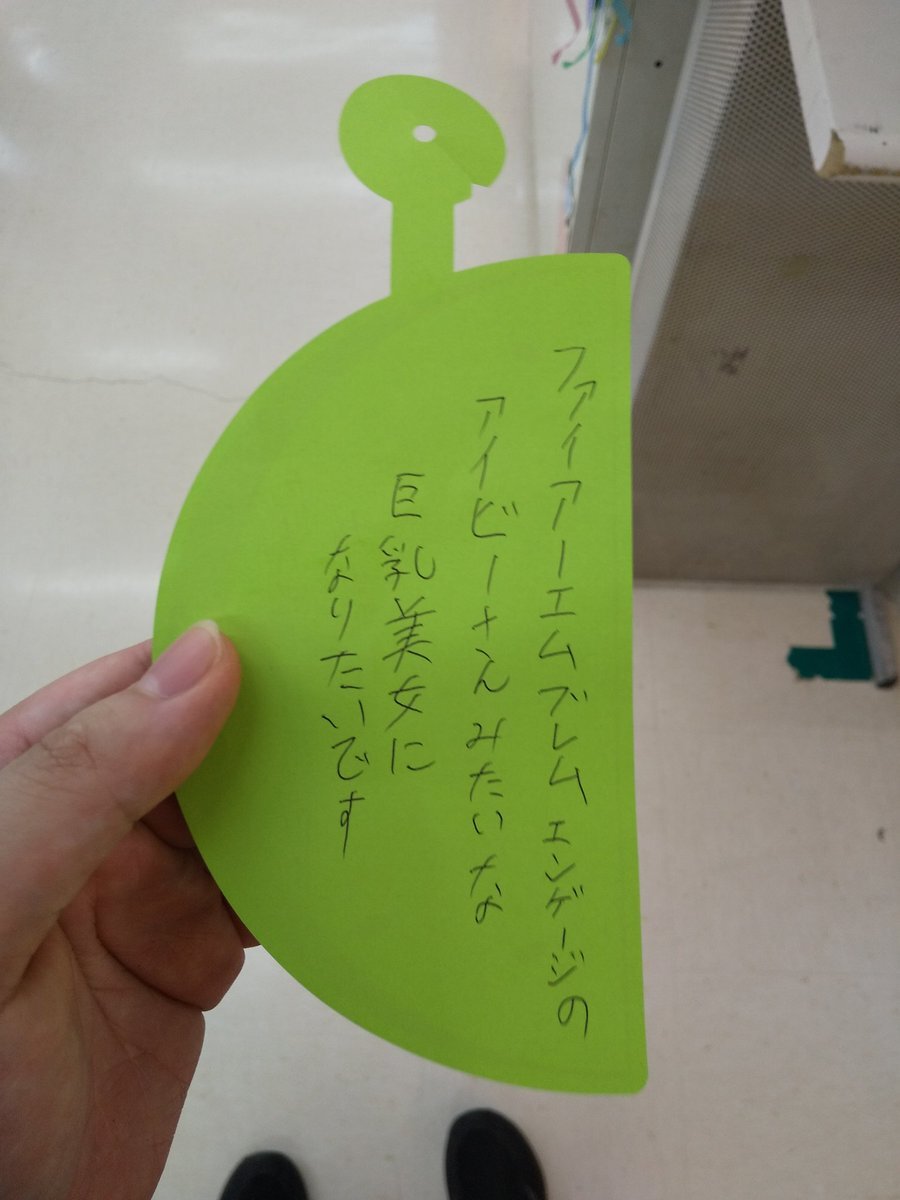 ファイアーエムブレム エンゲージの
アイビーさんみたいな
巨乳美女に
なりたいです